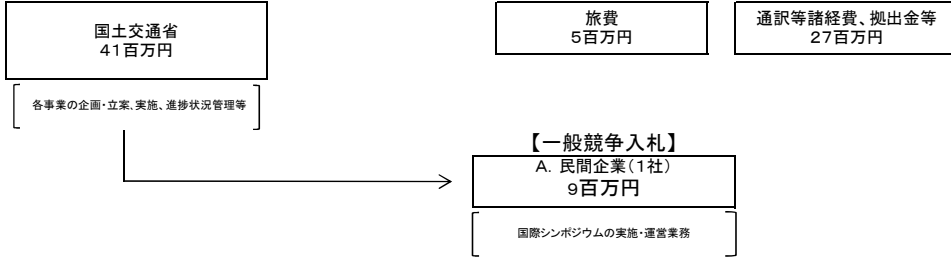 国土交通省
41百万円
各事業の企画・立案、実施、進捗状況管理等
旅費
5百万円
通訳等諸経費、拠出金等
27百万円
【一般競争入札】
A. 民間企業(1社)
9百万円
国際シンポジウムの実施・運営業務